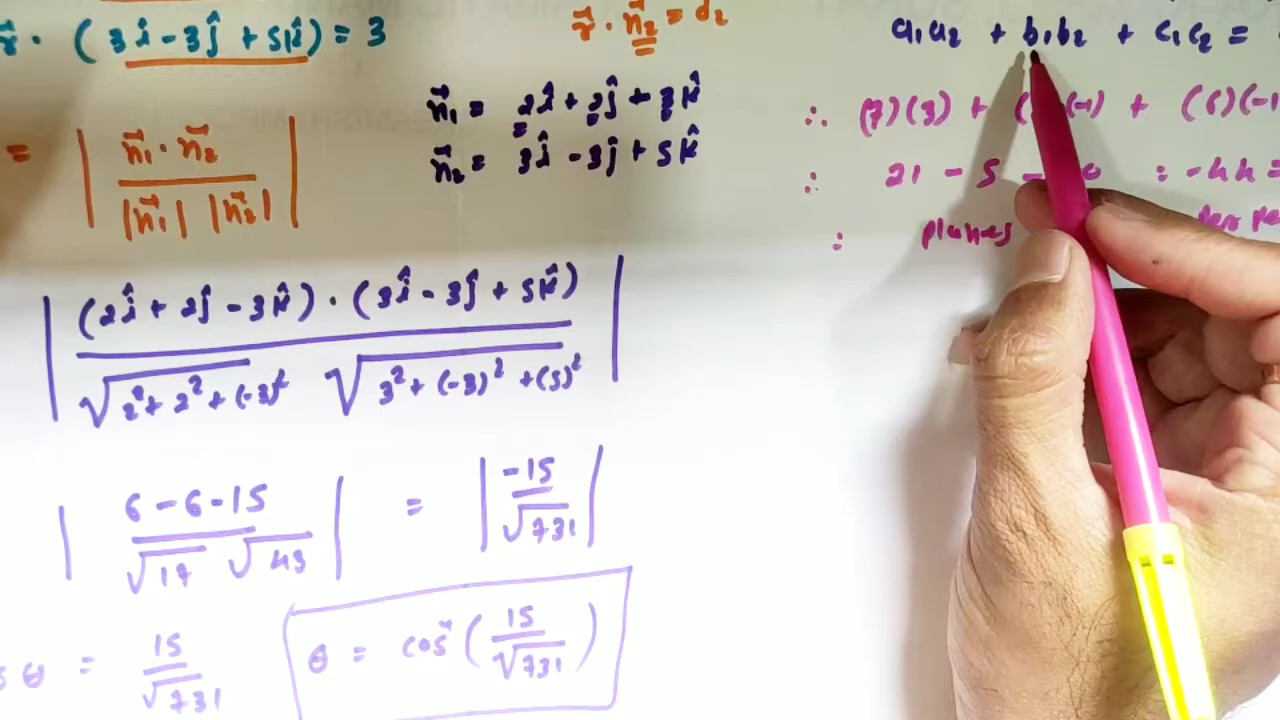 r⃗ · (3î - 3ĵ + 5k̂) = 3
r⃗ · n⃗₂ = d₂
= | n⃗₁ · n⃗₂ / |n⃗₁| |n⃗₂| |
n⃗₁ = 2î + 2ĵ + 3k̂
n⃗₂ = 3î - 3ĵ + 5k̂
| (2î + 2ĵ - 3k̂) · (3î - 3ĵ + 5k̂) / √2² + 2² + (-3)² √3² + (-3)² + (5)² |
| 6 - 6 - 15 / √17 √43 | = | -15 / √731 |
θ = 15 / √731
θ = cos⁻¹ ( 15 / √731 )
a₁a₂ + b₁b₂ + c₁c₂ =
∴ (7)(3) + (-1) +
∴ 21 - 5 - : -44 =
: planes